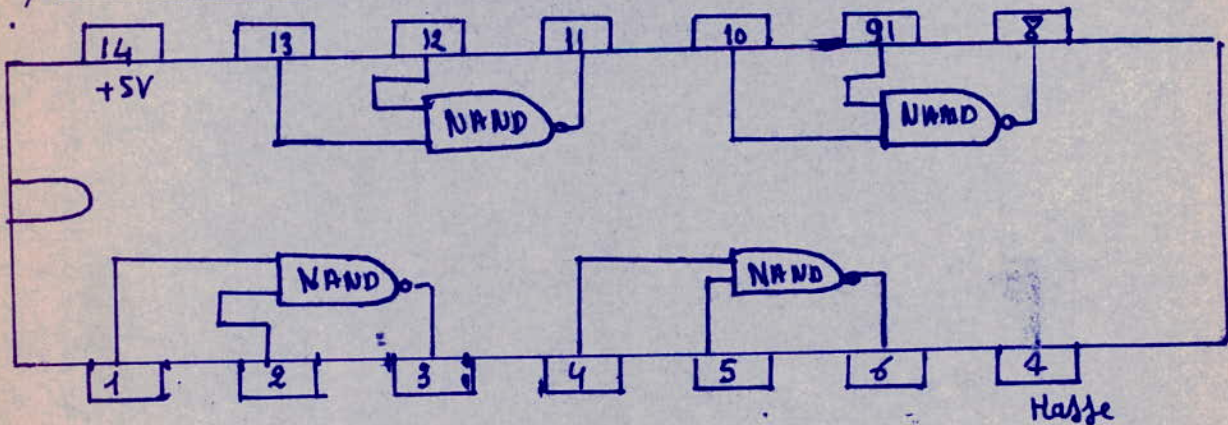 14 13 12 11 10 91 8
+5V
NAND NAND
NAND NAND
1 2 3 4 5 6 4
Masse